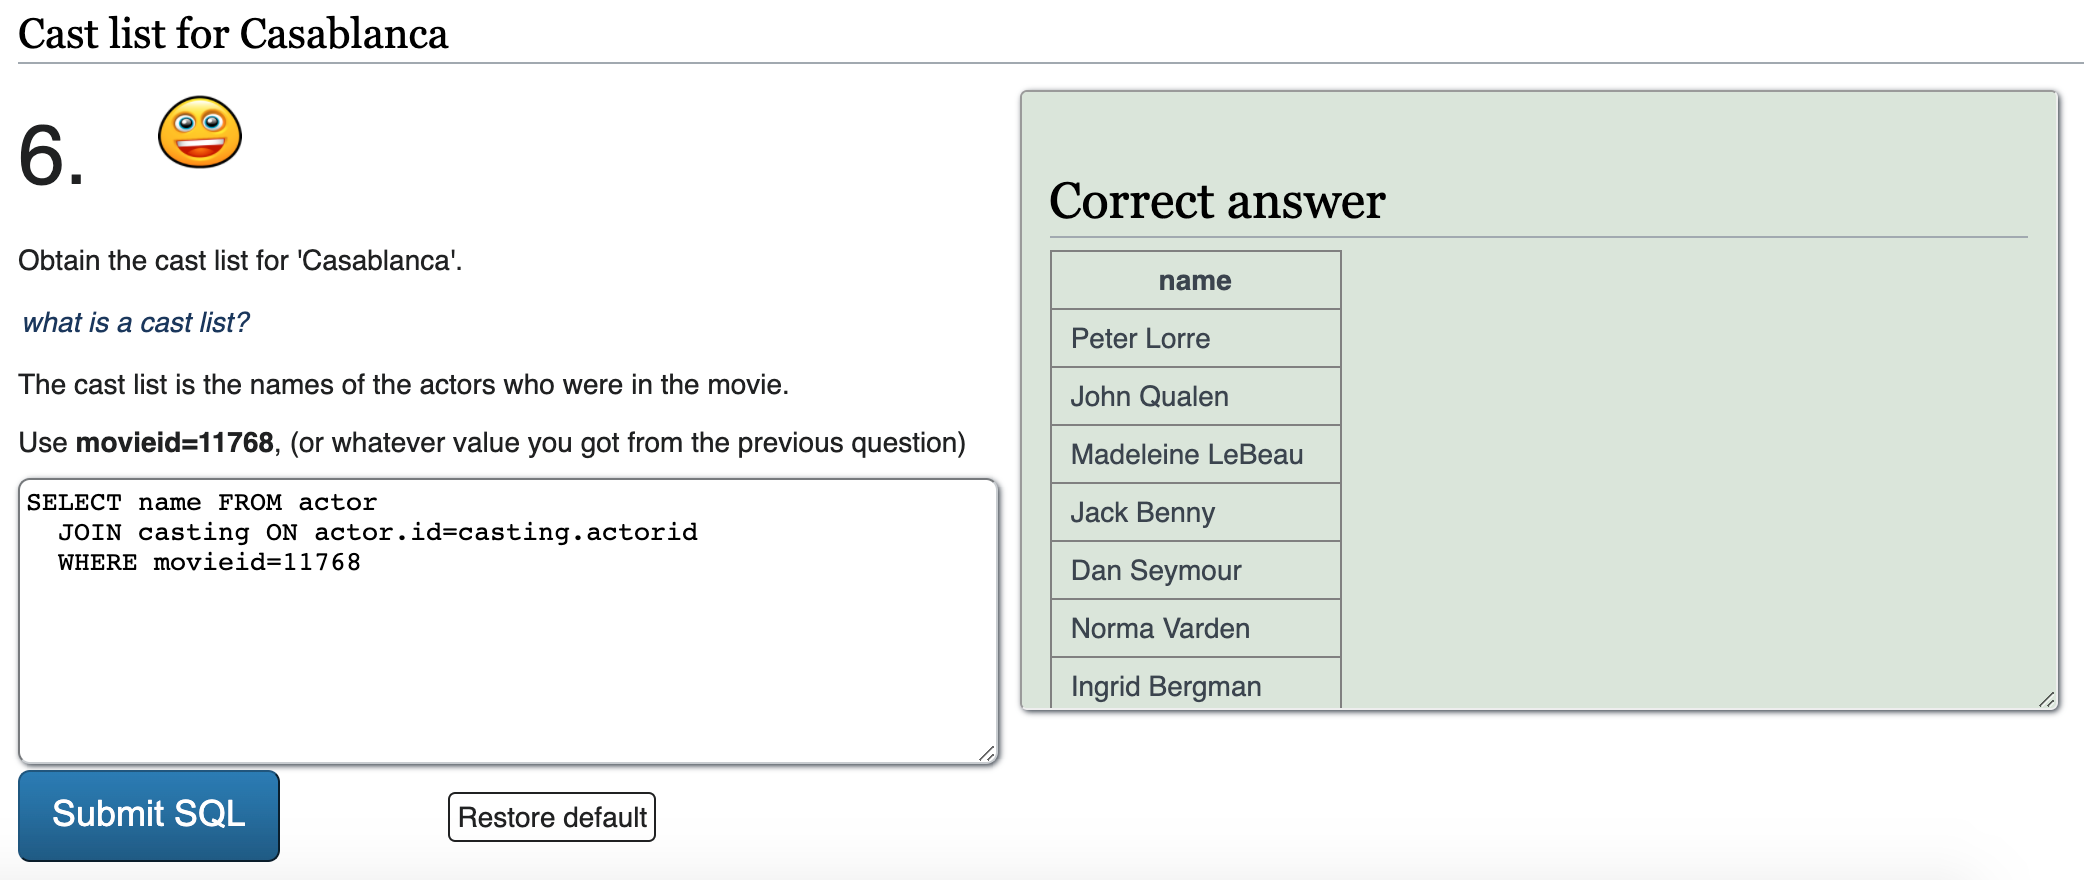 Cast list for Casablanca
6.
Obtain the cast list for 'Casablanca'.
what is a cast list?
The cast list is the names of the actors who were in the movie.
Use movieid=11768, (or whatever value you got from the previous question)
SELECT name FROM actor
  JOIN casting ON actor.id=casting.actorid
  WHERE movieid=11768
Submit SQL
Restore default
Correct answer
name
Peter Lorre
John Qualen
Madeleine LeBeau
Jack Benny
Dan Seymour
Norma Varden
Ingrid Bergman